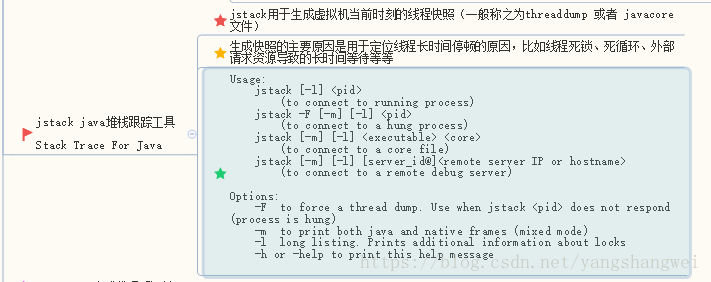 jstack java堆栈跟踪工具
Stack Trace For Java
jstack用于生成虚拟机当前时刻的线程快照（一般称之为threaddump 或者 javacore
文件）
生成快照的主要原因是用于定位线程长时间停顿的原因，比如线程死锁、死循环、外部
请求资源导致的长时间等待等等
Usage:
jstack [-l] <pid>
(to connect to running process)
jstack -F [-m] [-l] <pid>
(to connect to a hung process)
jstack [-m] [-l] <executable> <core>
(to connect to a core file)
jstack [-m] [-l] [server_id@]<remote server IP or hostname>
(to connect to a remote debug server)
Options:
-F  to force a thread dump. Use when jstack <pid> does not respond
(process is hung)
-m  to print both java and native frames (mixed mode)
-l  long listing. Prints additional information about locks
-h or -help to print this help message
https://blog.csdn.net/yangshangwei